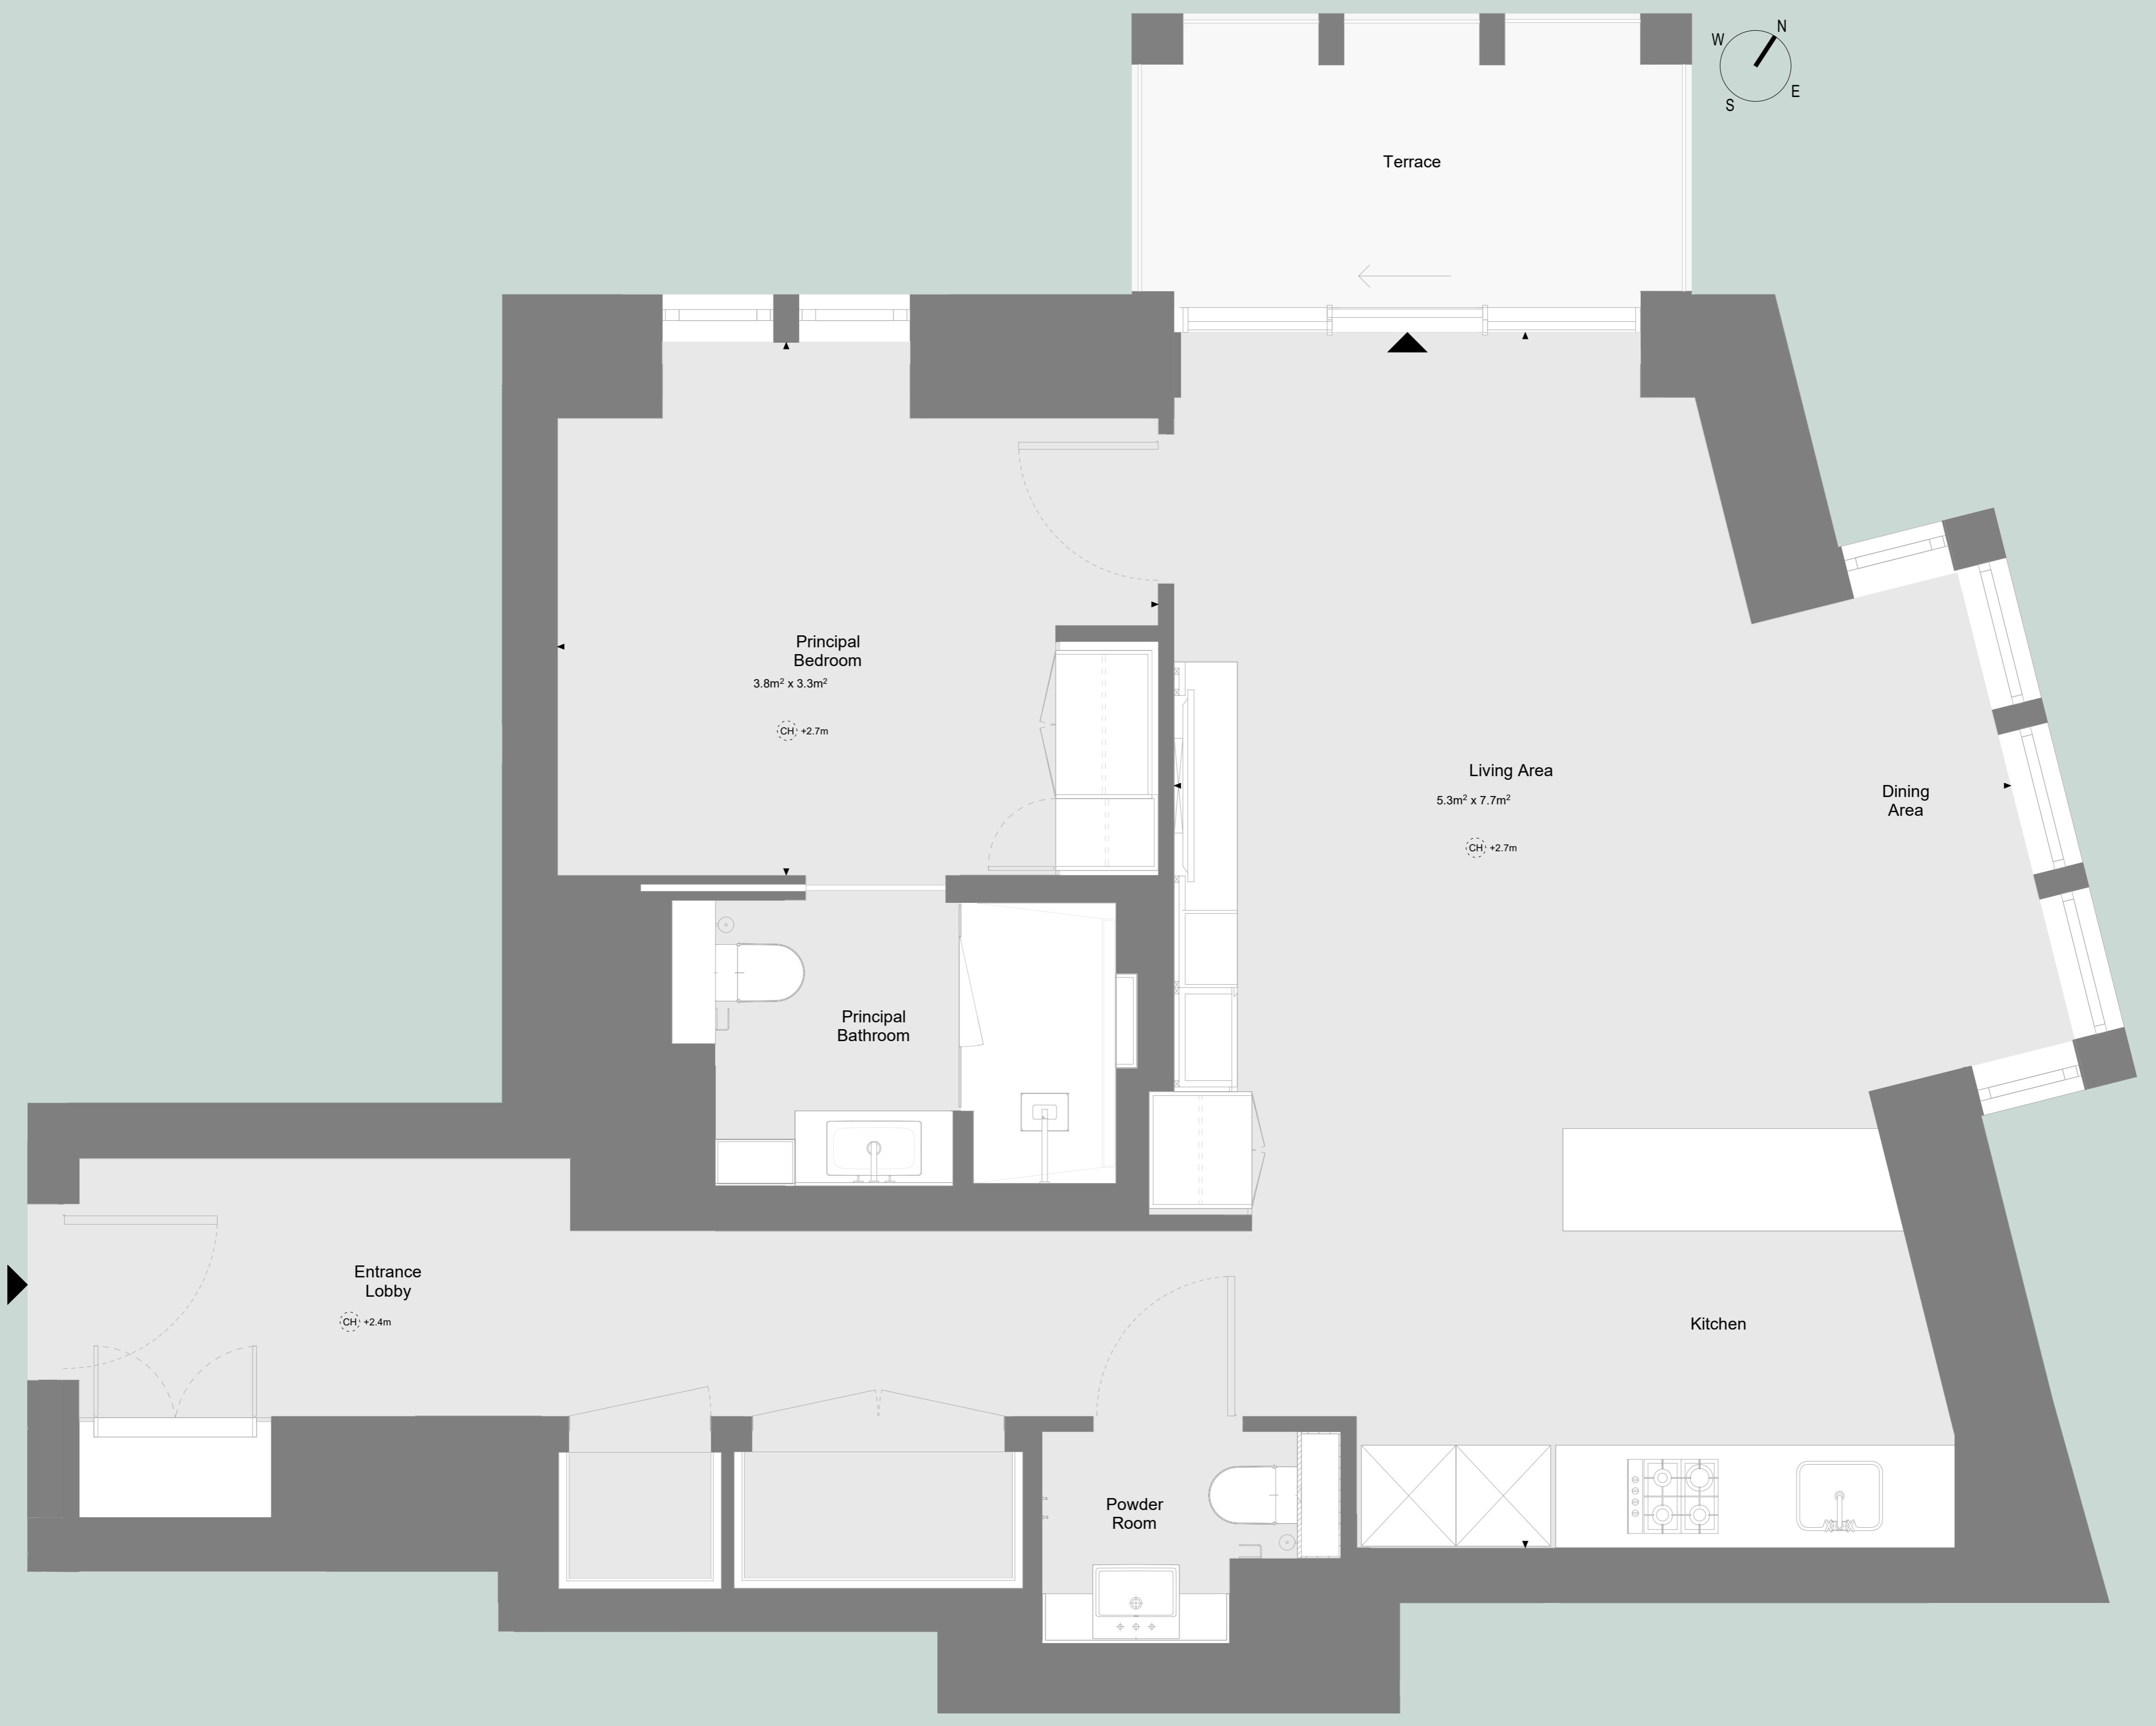 N
W
E
S
Terrace
Principal
Bedroom
3.8m² x 3.3m²
CH +2.7m
Living Area
5.3m² x 7.7m²
CH +2.7m
Dining
Area
Principal
Bathroom
Entrance
Lobby
CH +2.4m
Kitchen
Powder
Room